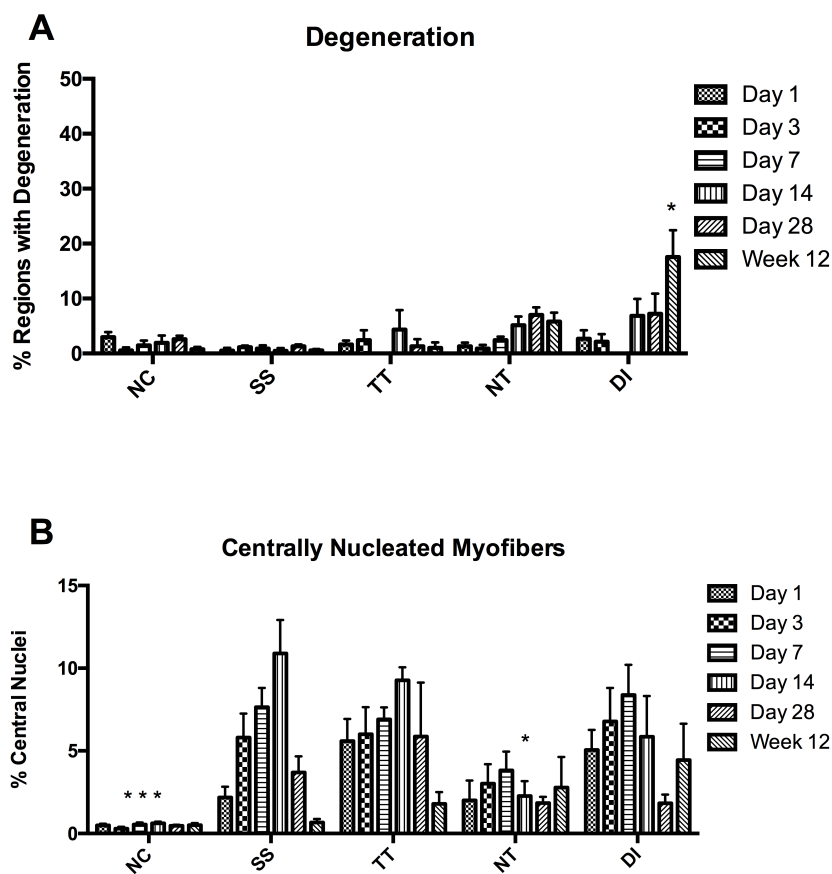 A
Degeneration
% Regions with Degeneration
50
40
30
20
10
0
*
NC
SS
TT
NT
DI
Day 1
Day 3
Day 7
Day 14
Day 28
Week 12
B
Centrally Nucleated Myofibers
% Central Nuclei
15
10
5
0
* * *
*
NC
SS
TT
NT
DI
Day 1
Day 3
Day 7
Day 14
Day 28
Week 12